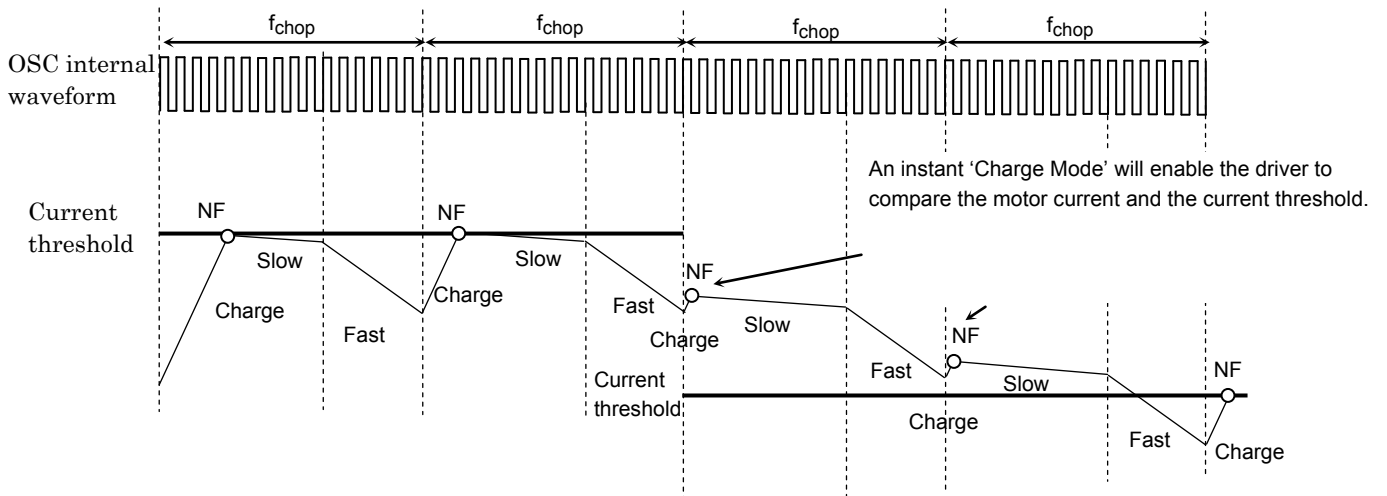 fchop fchop fchop fchop
OSC internal
waveform
An instant ‘Charge Mode’ will enable the driver to
compare the motor current and the current threshold.
Current
threshold
NF NF
Slow Slow
Charge Charge
Fast Fast
NF
Charge
Slow
NF
Fast
Slow
NF
Current
threshold
Charge
Fast
Charge